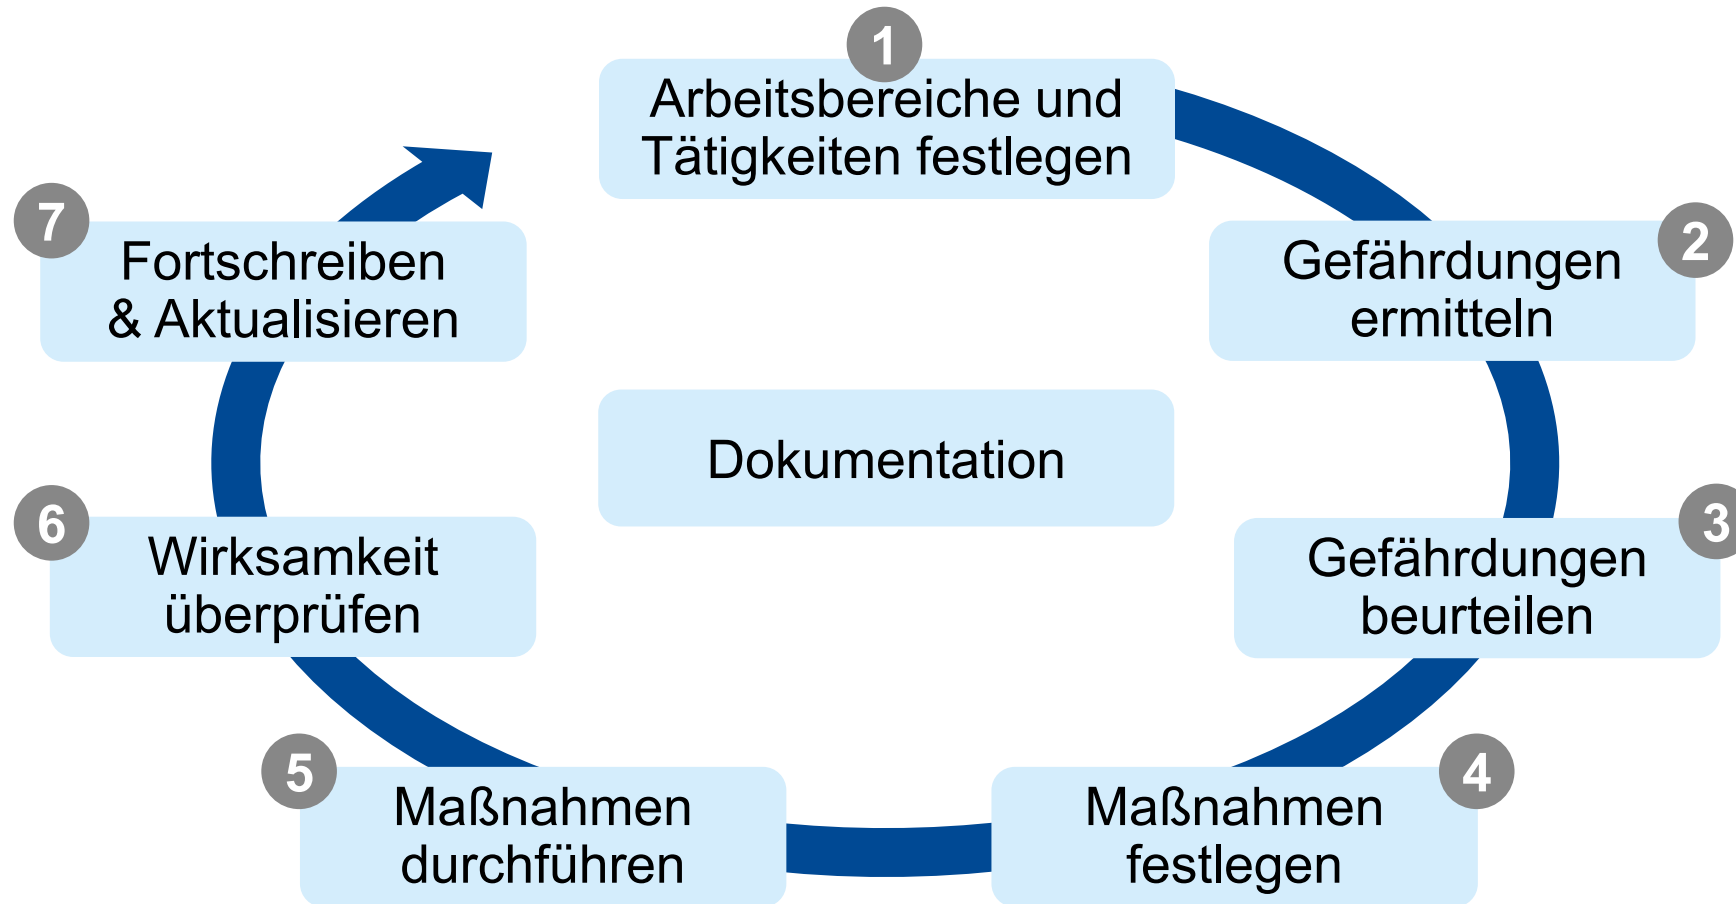 1
Arbeitsbereiche und
Tätigkeiten festlegen
2
Gefährdungen
ermitteln
3
Gefährdungen
beurteilen
4
Maßnahmen
festlegen
5
Maßnahmen
durchführen
6
Wirksamkeit
überprüfen
7
Fortschreiben
& Aktualisieren
Dokumentation